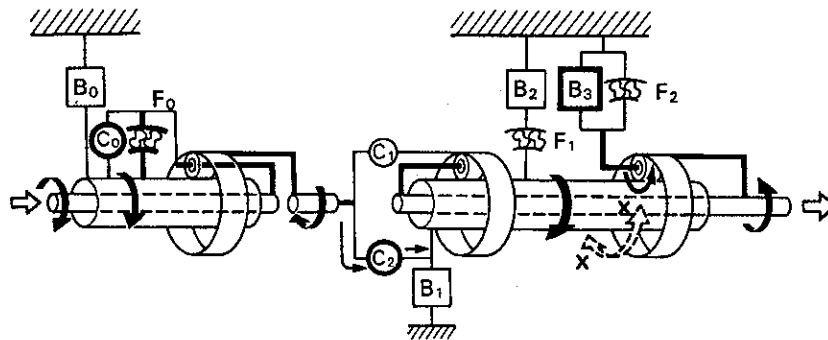 B₀
F₀
C₀
B₂
B₃
F₂
F₁
C₁
C₂
B₁
X
X